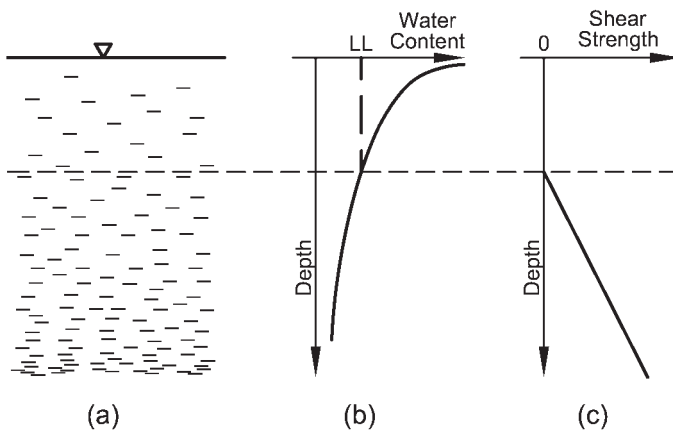 LL
Water
Content
Depth
0
Shear
Strength
Depth
(a)
(b)
(c)